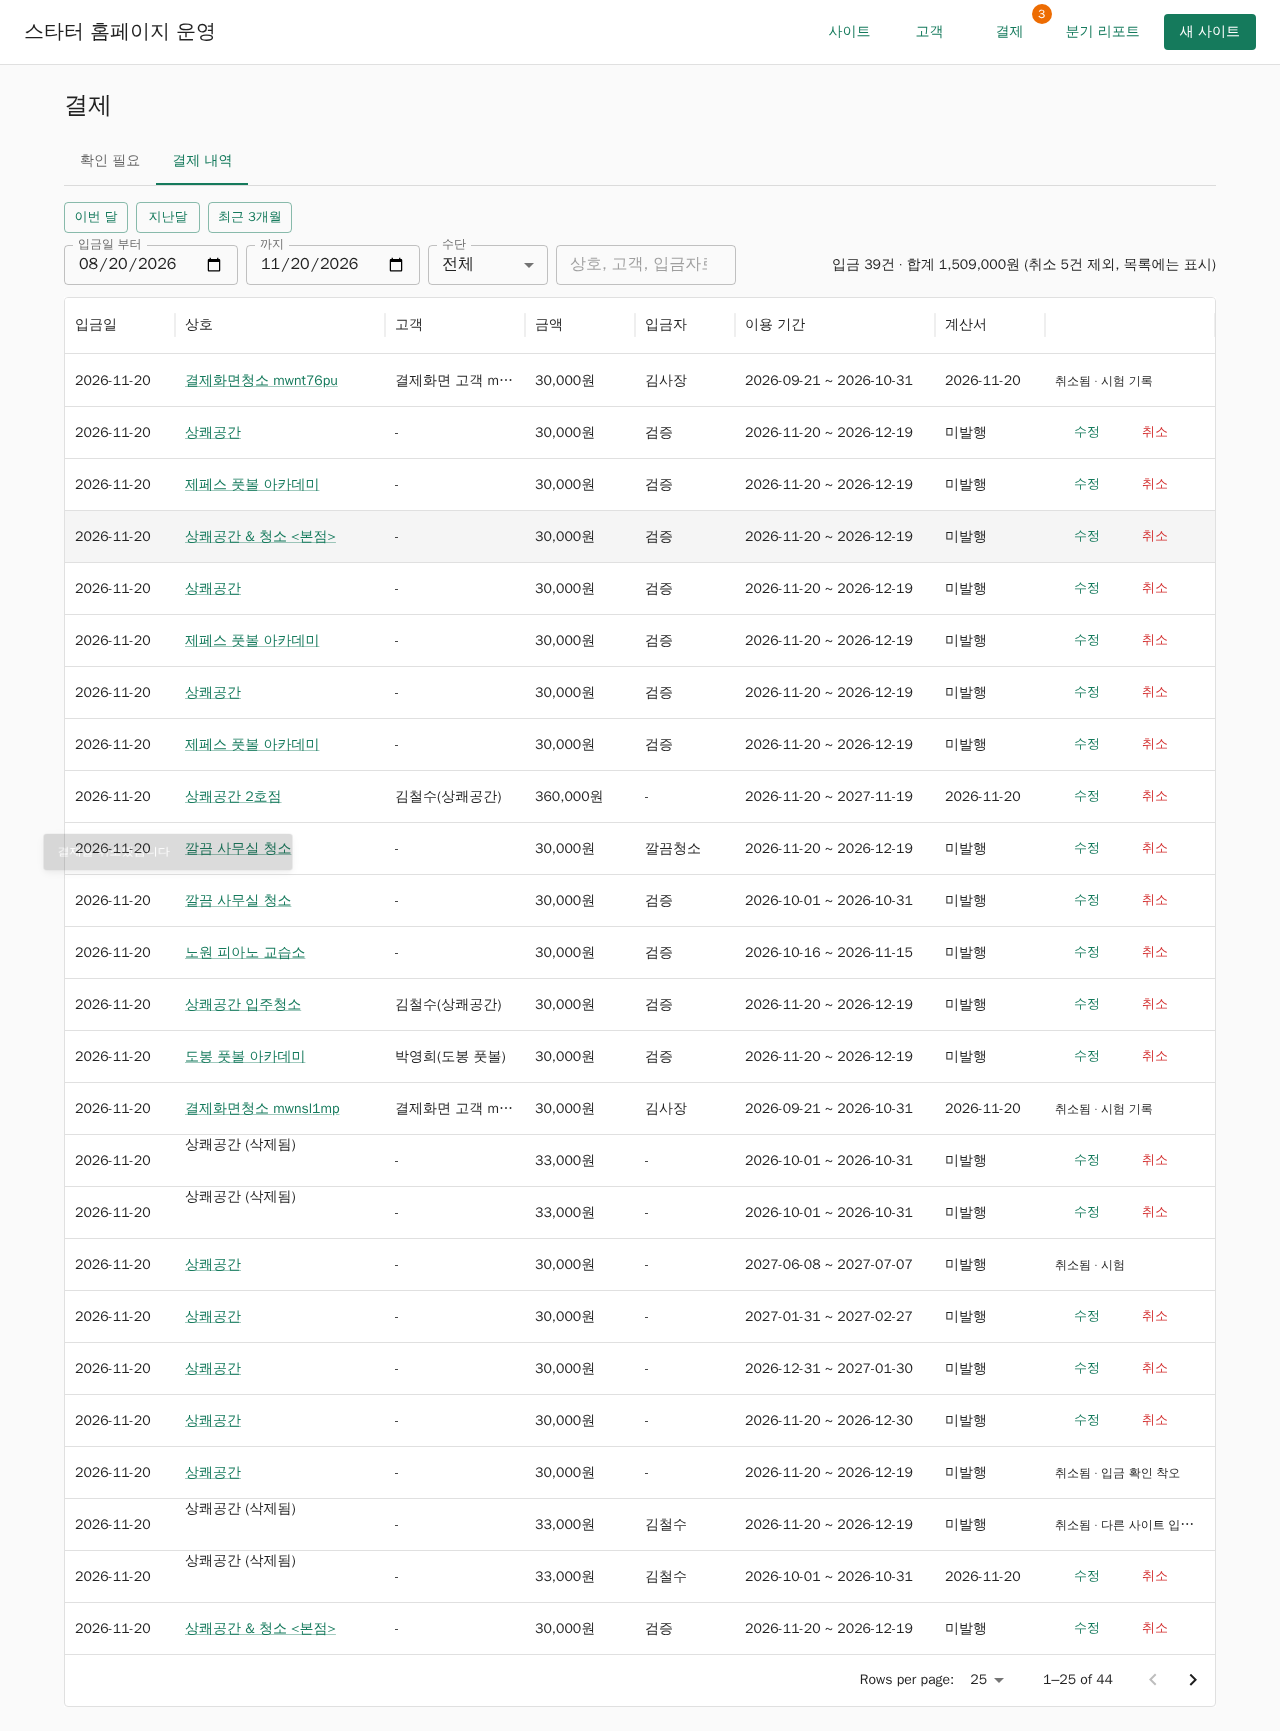 스타터 홈페이지 운영
사이트 고객 결제 3 분기 리포트 새 사이트
결제
확인 필요 결제 내역
이번 달 지난달 최근 3개월
입금일 부터 까지 수단
08/20/2026 11/20/2026 전체 상호, 고객, 입금자 입금 39건 · 합계 1,509,000원 (취소 5건 제외, 목록에는 표시)
입금일 상호 고객 금액 입금자 이용 기간 계산서
2026-11-20 결제화면청소 mwnt76pu 결제화면 고객 m… 30,000원 김사장 2026-09-21 ~ 2026-10-31 2026-11-20 취소됨 · 시험 기록
2026-11-20 상쾌공간 - 30,000원 검증 2026-11-20 ~ 2026-12-19 미발행 수정 취소
2026-11-20 제페스 풋볼 아카데미 - 30,000원 검증 2026-11-20 ~ 2026-12-19 미발행 수정 취소
2026-11-20 상쾌공간 & 청소 <본점> - 30,000원 검증 2026-11-20 ~ 2026-12-19 미발행 수정 취소
2026-11-20 상쾌공간 - 30,000원 검증 2026-11-20 ~ 2026-12-19 미발행 수정 취소
2026-11-20 제페스 풋볼 아카데미 - 30,000원 검증 2026-11-20 ~ 2026-12-19 미발행 수정 취소
2026-11-20 상쾌공간 - 30,000원 검증 2026-11-20 ~ 2026-12-19 미발행 수정 취소
2026-11-20 제페스 풋볼 아카데미 - 30,000원 검증 2026-11-20 ~ 2026-12-19 미발행 수정 취소
2026-11-20 상쾌공간 2호점 김철수(상쾌공간) 360,000원 - 2026-11-20 ~ 2027-11-19 2026-11-20 수정 취소
2026-11-20 깔끔 사무실 청소 - 30,000원 깔끔청소 2026-11-20 ~ 2026-12-19 미발행 수정 취소
2026-11-20 깔끔 사무실 청소 - 30,000원 검증 2026-10-01 ~ 2026-10-31 미발행 수정 취소
2026-11-20 노원 피아노 교습소 - 30,000원 검증 2026-10-16 ~ 2026-11-15 미발행 수정 취소
2026-11-20 상쾌공간 입주청소 김철수(상쾌공간) 30,000원 검증 2026-11-20 ~ 2026-12-19 미발행 수정 취소
2026-11-20 도봉 풋볼 아카데미 박영희(도봉 풋볼) 30,000원 검증 2026-11-20 ~ 2026-12-19 미발행 수정 취소
2026-11-20 결제화면청소 mwnsl1mp 결제화면 고객 m… 30,000원 김사장 2026-09-21 ~ 2026-10-31 2026-11-20 취소됨 · 시험 기록
2026-11-20 상쾌공간 (삭제됨) - 33,000원 - 2026-10-01 ~ 2026-10-31 미발행 수정 취소
2026-11-20 상쾌공간 (삭제됨) - 33,000원 - 2026-10-01 ~ 2026-10-31 미발행 수정 취소
2026-11-20 상쾌공간 - 30,000원 - 2027-06-08 ~ 2027-07-07 미발행 취소됨 · 시험
2026-11-20 상쾌공간 - 30,000원 - 2027-01-31 ~ 2027-02-27 미발행 수정 취소
2026-11-20 상쾌공간 - 30,000원 - 2026-12-31 ~ 2027-01-30 미발행 수정 취소
2026-11-20 상쾌공간 - 30,000원 - 2026-11-20 ~ 2026-12-30 미발행 수정 취소
2026-11-20 상쾌공간 - 30,000원 - 2026-11-20 ~ 2026-12-19 미발행 취소됨 · 입금 확인 착오
2026-11-20 상쾌공간 (삭제됨) - 33,000원 김철수 2026-11-20 ~ 2026-12-19 미발행 취소됨 · 다른 사이트 입…
2026-11-20 상쾌공간 (삭제됨) - 33,000원 김철수 2026-10-01 ~ 2026-10-31 2026-11-20 수정 취소
2026-11-20 상쾌공간 & 청소 <본점> - 30,000원 검증 2026-11-20 ~ 2026-12-19 미발행 수정 취소
Rows per page: 25 1–25 of 44